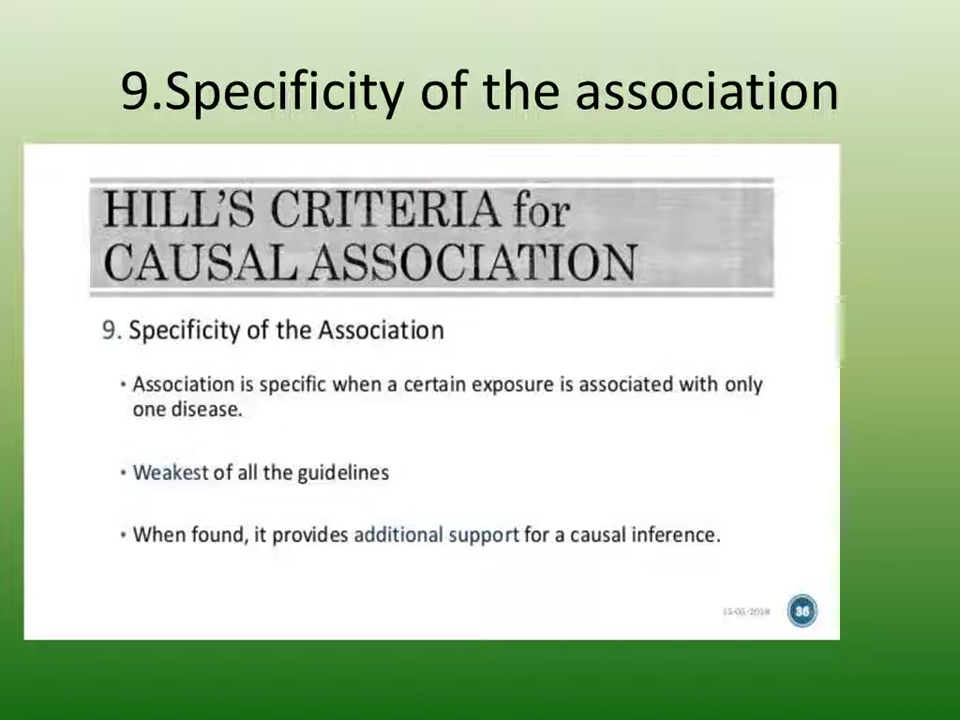 9.Specificity of the association
HILL'S CRITERIA for
CAUSAL ASSOCIATION
9. Specificity of the Association
• Association is specific when a certain exposure is associated with only
one disease.
• Weakest of all the guidelines
• When found, it provides additional support for a causal inference.
36